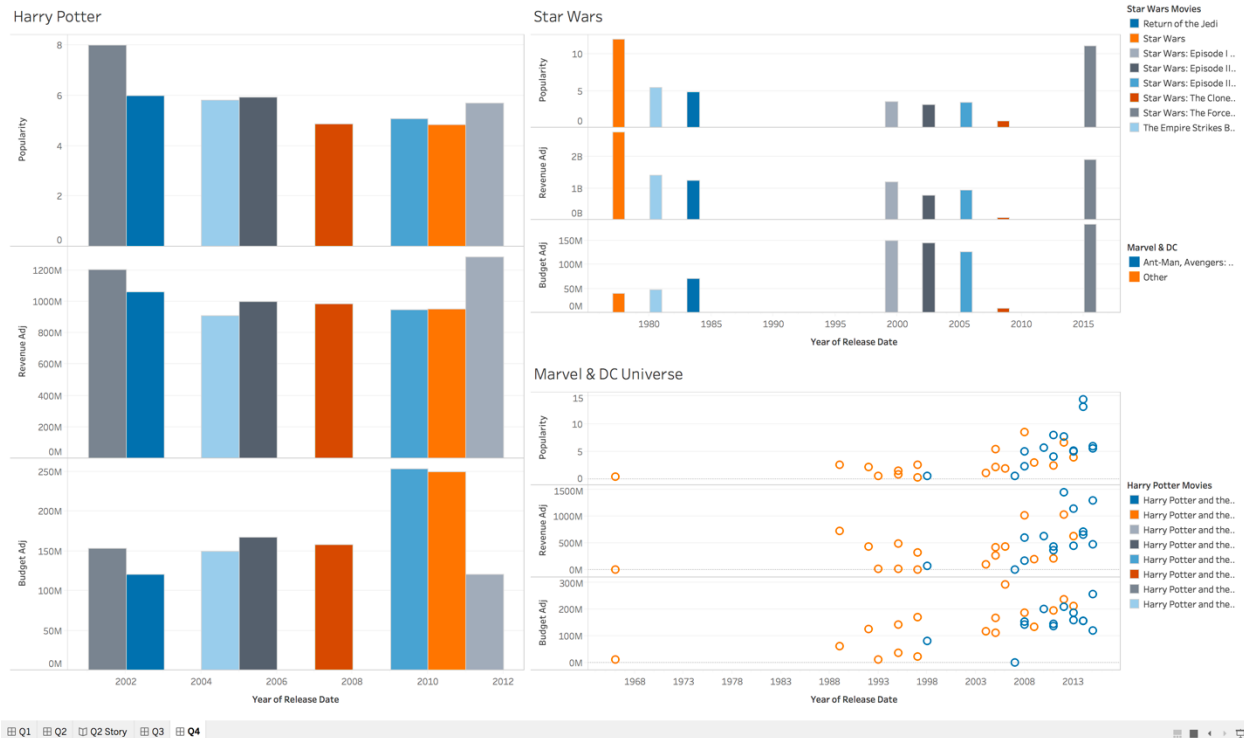 Harry Potter
Popularity
8
6
4
2
0
Revenue Adj
1200M
1000M
800M
600M
400M
200M
0M
Budget Adj
250M
200M
150M
100M
50M
0M
2002 2004 2006 2008 2010 2012
Year of Release Date
Star Wars
Popularity
10
5
0
Revenue Adj
2B
1B
0B
Budget Adj
150M
100M
50M
0M
1980 1985 1990 1995 2000 2005 2010 2015
Year of Release Date
Marvel & DC Universe
Popularity
15
10
5
0
Revenue Adj
1500M
1000M
500M
0M
Budget Adj
300M
200M
100M
0M
1968 1973 1978 1983 1988 1993 1998 2003 2008 2013
Year of Release Date
Star Wars Movies
Return of the Jedi
Star Wars
Star Wars: Episode I ..
Star Wars: Episode II..
Star Wars: Episode II..
Star Wars: The Clone..
Star Wars: The Force..
The Empire Strikes B..
Marvel & DC
Ant-Man, Avengers: ..
Other
Harry Potter Movies
Harry Potter and the..
Harry Potter and the..
Harry Potter and the..
Harry Potter and the..
Harry Potter and the..
Harry Potter and the..
Harry Potter and the..
Harry Potter and the..
Q1 Q2 Q2 Story Q3 Q4